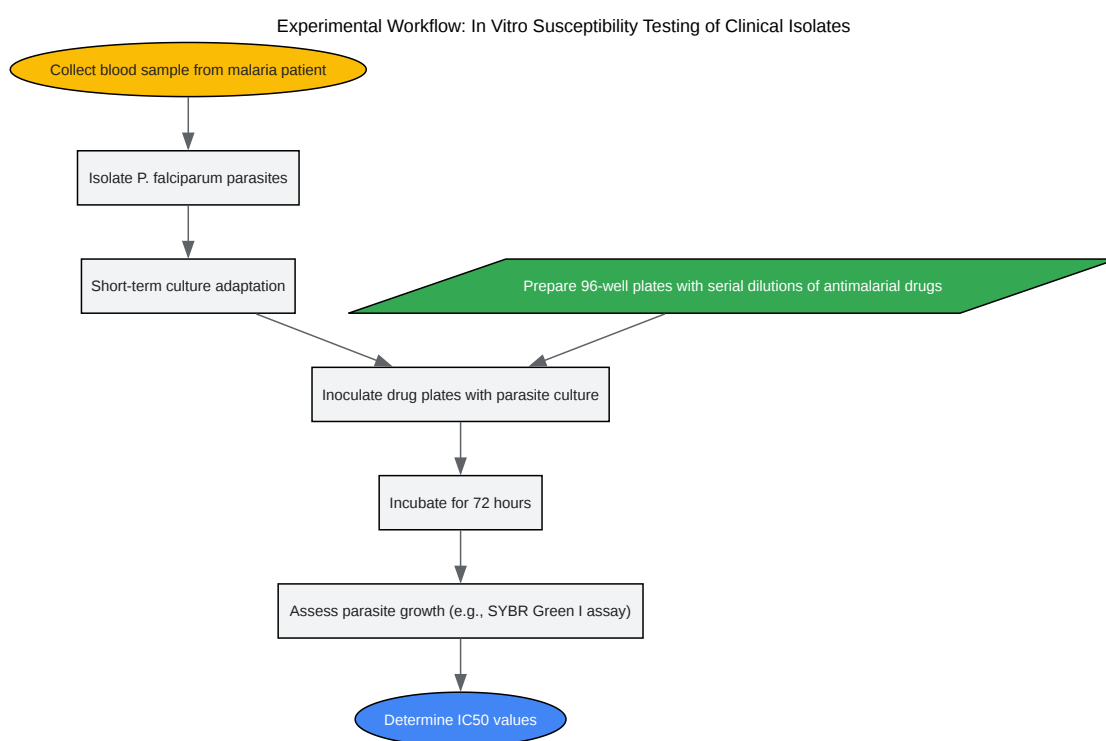 Experimental Workflow: In Vitro Susceptibility Testing of Clinical Isolates
Collect blood sample from malaria patient
Isolate P. falciparum parasites
Short-term culture adaptation
Prepare 96-well plates with serial dilutions of antimalarial drugs
Inoculate drug plates with parasite culture
Incubate for 72 hours
Assess parasite growth (e.g., SYBR Green I assay)
Determine IC50 values